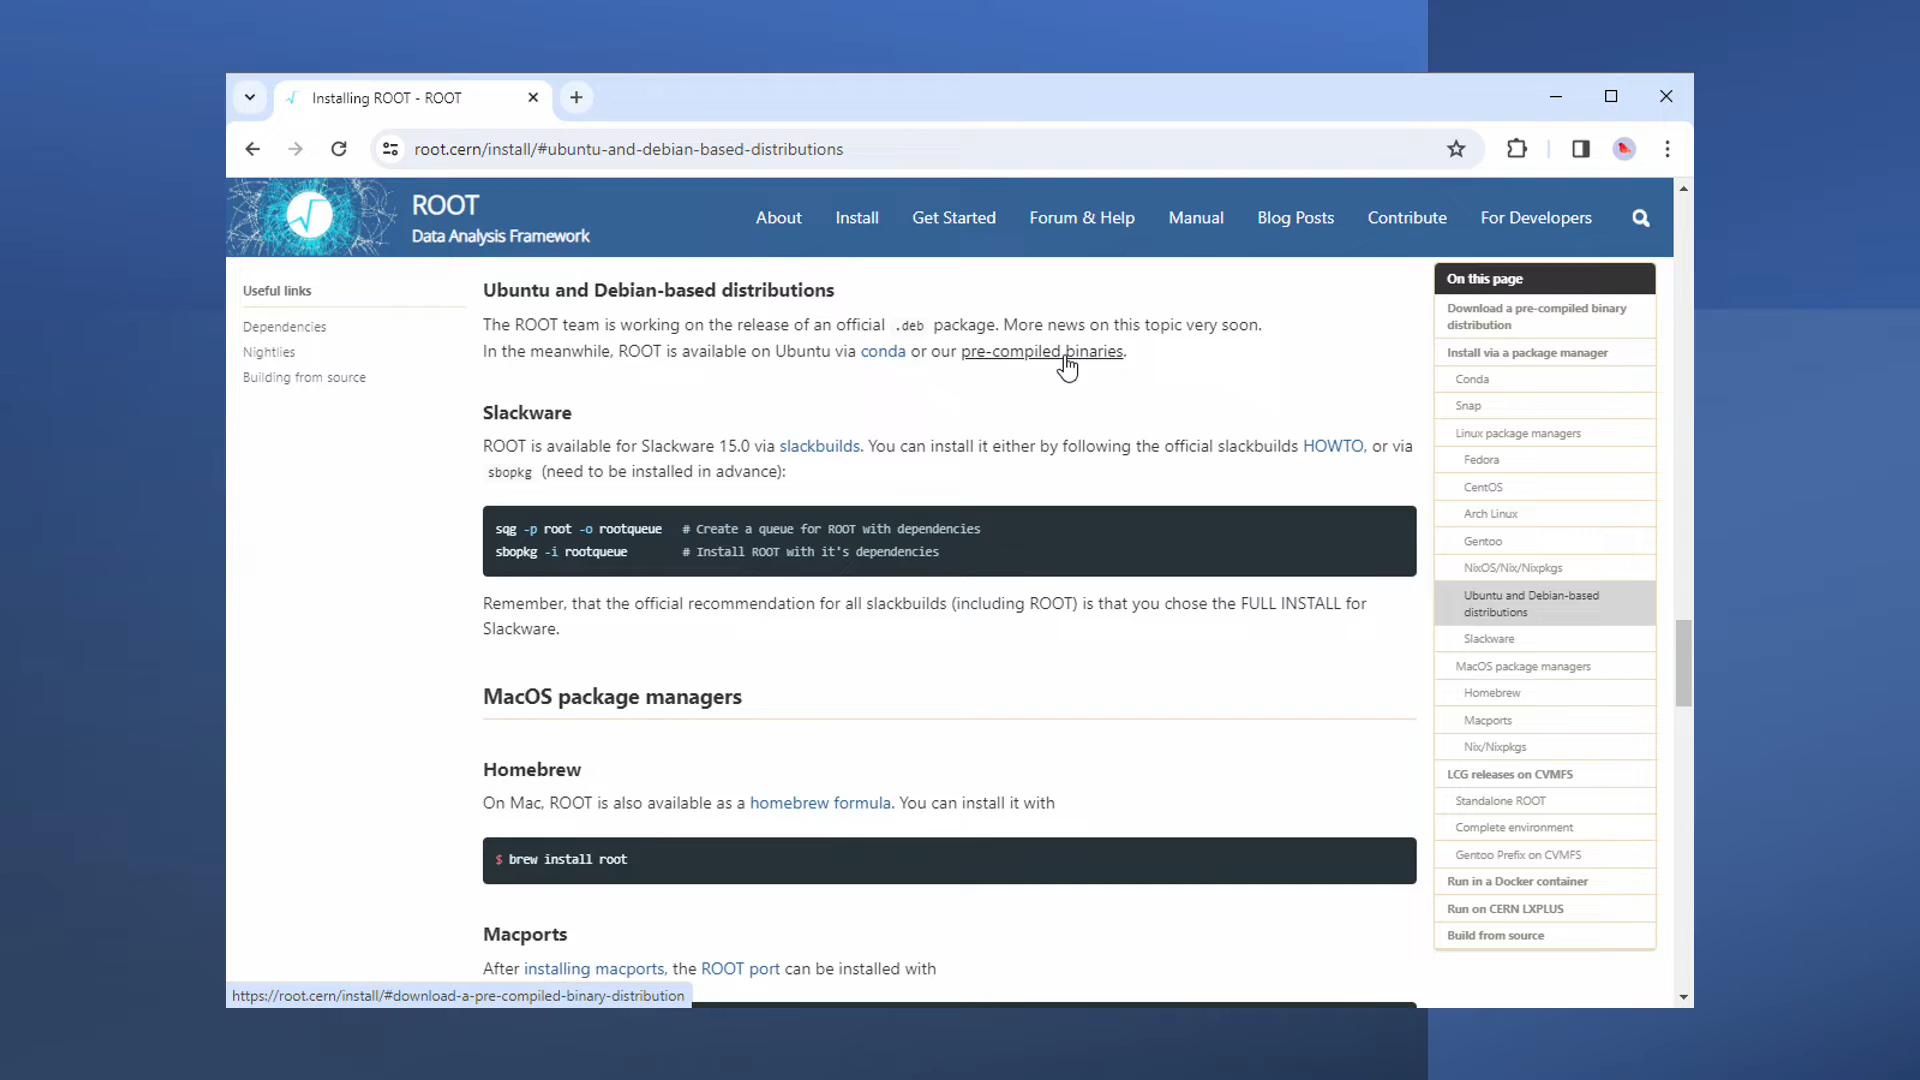 Installing ROOT - ROOT
root.cern/install/#ubuntu-and-debian-based-distributions
ROOT
Data Analysis Framework
About
Install
Get Started
Forum & Help
Manual
Blog Posts
Contribute
For Developers
Useful links
Dependencies
Nightlies
Building from source
Ubuntu and Debian-based distributions
The ROOT team is working on the release of an official .deb package. More news on this topic very soon.
In the meanwhile, ROOT is available on Ubuntu via conda or our pre-compiled binaries.
Slackware
ROOT is available for Slackware 15.0 via slackbuilds. You can install it either by following the official slackbuilds HOWTO, or via
sbopkg (need to be installed in advance):
sqg -p root -o rootqueue # Create a queue for ROOT with dependencies
sbopkg -i rootqueue # Install ROOT with it's dependencies
Remember, that the official recommendation for all slackbuilds (including ROOT) is that you chose the FULL INSTALL for
Slackware.
MacOS package managers
Homebrew
On Mac, ROOT is also available as a homebrew formula. You can install it with
$ brew install root
Macports
After installing macports, the ROOT port can be installed with
On this page
Download a pre-compiled binary
distribution
Install via a package manager
Conda
Snap
Linux package managers
Fedora
CentOS
Arch Linux
Gentoo
NixOS/Nix/Nixpkgs
Ubuntu and Debian-based
distributions
Slackware
MacOS package managers
Homebrew
Macports
Nix/Nixpkgs
LCG releases on CVMFS
Standalone ROOT
Complete environment
Gentoo Prefix on CVMFS
Run in a Docker container
Run on CERN LXPLUS
Build from source
https://root.cern/install/#download-a-pre-compiled-binary-distribution